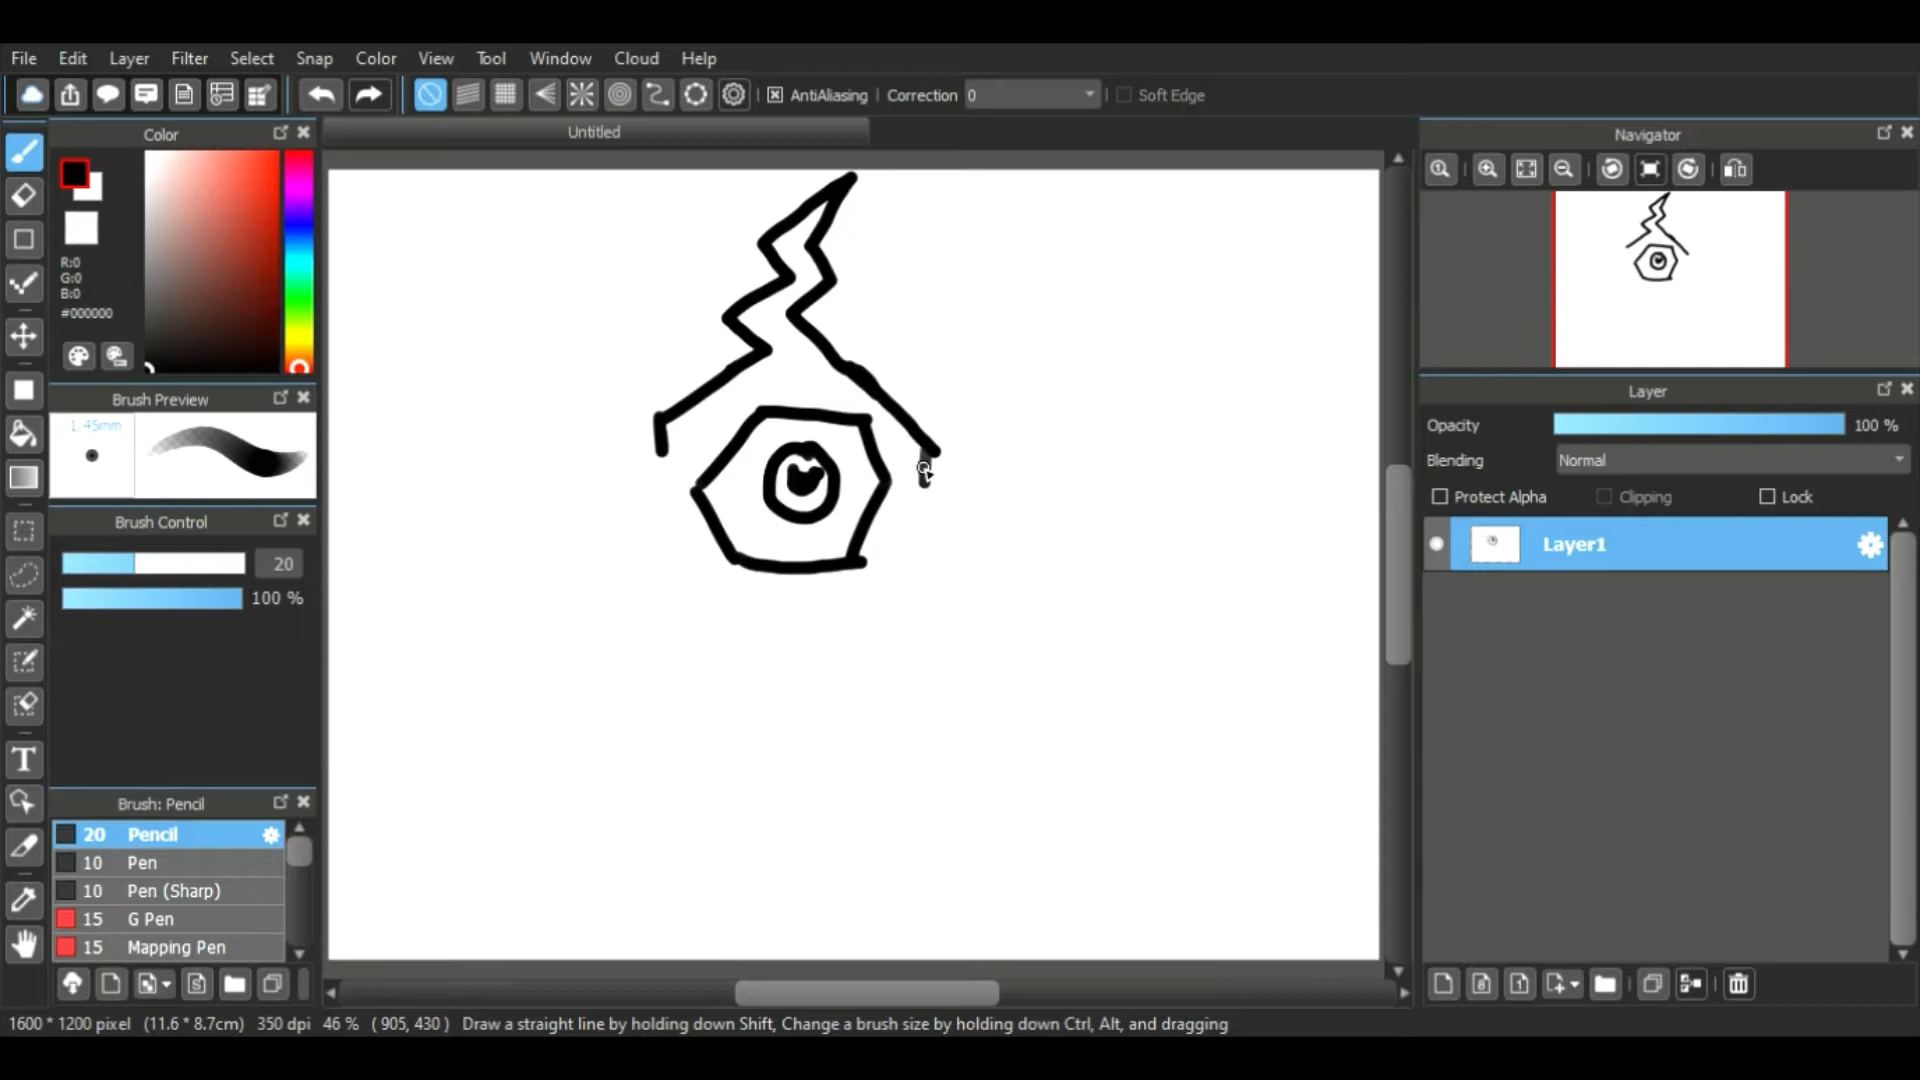 File Edit Layer Filter Select Snap Color View Tool Window Cloud Help
AntiAliasing Correction 0 Soft Edge
Color
Untitled
Navigator
R:0
G:0
B:0
#000000
Brush Preview
1.45mm
Brush Control
20
100 %
Brush: Pencil
20 Pencil
10 Pen
10 Pen (Sharp)
15 G Pen
15 Mapping Pen
Layer
Opacity 100 %
Blending Normal
Protect Alpha Clipping Lock
Layer1
1600 * 1200 pixel (11.6 * 8.7cm) 350 dpi 46 % ( 905, 430 ) Draw a straight line by holding down Shift, Change a brush size by holding down Ctrl, Alt, and dragging